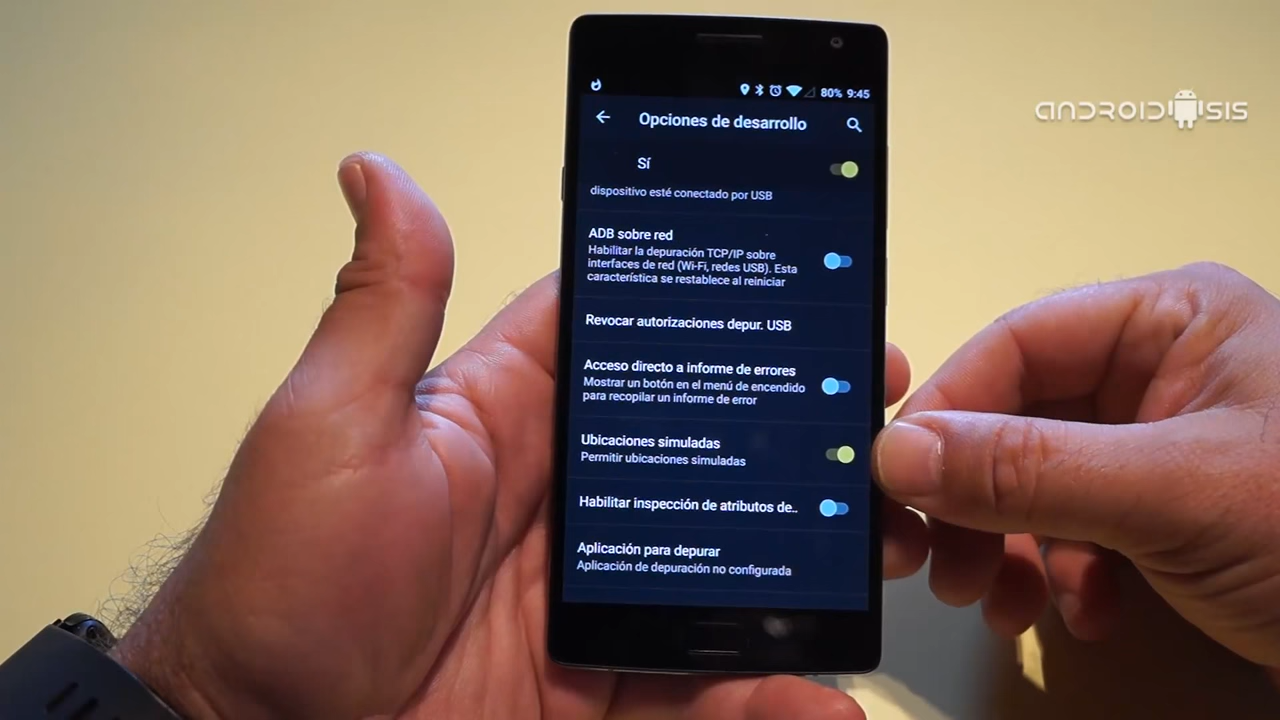 ANDROIDSIS
80% 9:45
Opciones de desarrollo
Sí
dispositivo esté conectado por USB
ADB sobre red
Habilitar la depuración TCP/IP sobre
interfaces de red (Wi-Fi, redes USB). Esta
característica se restablece al reiniciar
Revocar autorizaciones depur. USB
Acceso directo a informe de errores
Mostrar un botón en el menú de encendido
para recopilar un informe de error
Ubicaciones simuladas
Permitir ubicaciones simuladas
Habilitar inspección de atributos de..
Aplicación para depurar
Aplicación de depuración no configurada